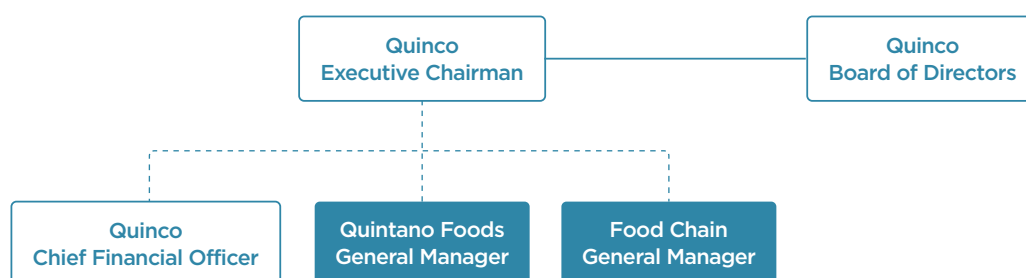 Quinco
Executive Chairman
Quinco
Board of Directors
Quinco
Chief Financial Officer
Quintano Foods
General Manager
Food Chain
General Manager